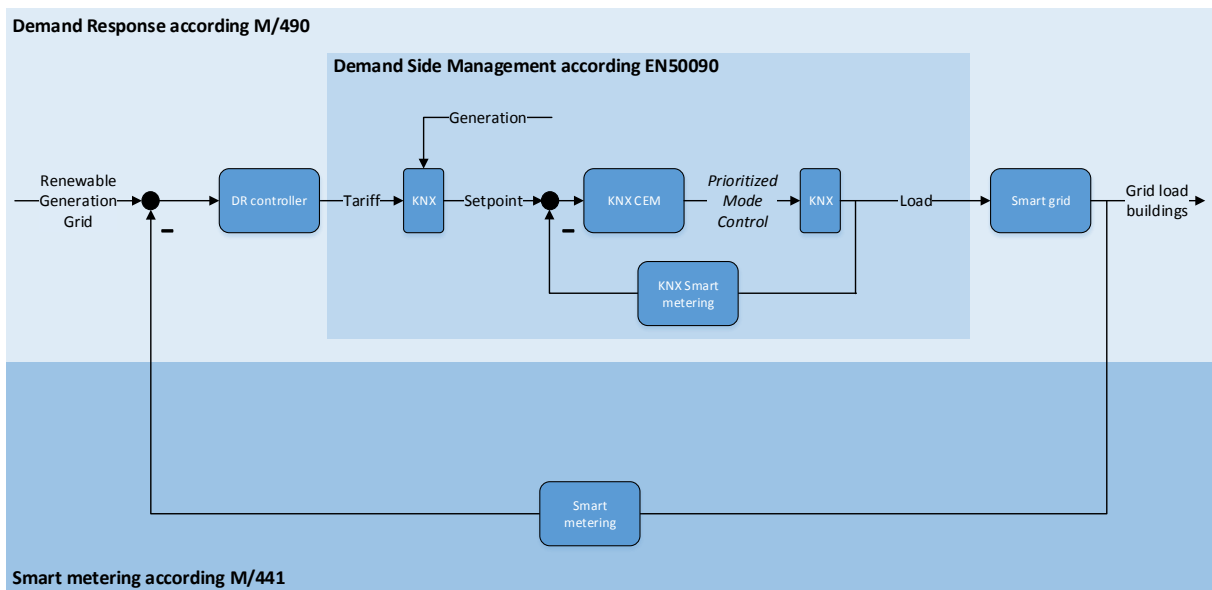 Demand Response according M/490
Demand Side Management according EN50090
Generation
Renewable
Generation
Grid
DR controller
Tariff
KNX
Setpoint
KNX CEM
Prioritized
Mode
Control
KNX
Load
Smart grid
Grid load
buildings
–
–
KNX Smart
metering
Smart
metering
Smart metering according M/441